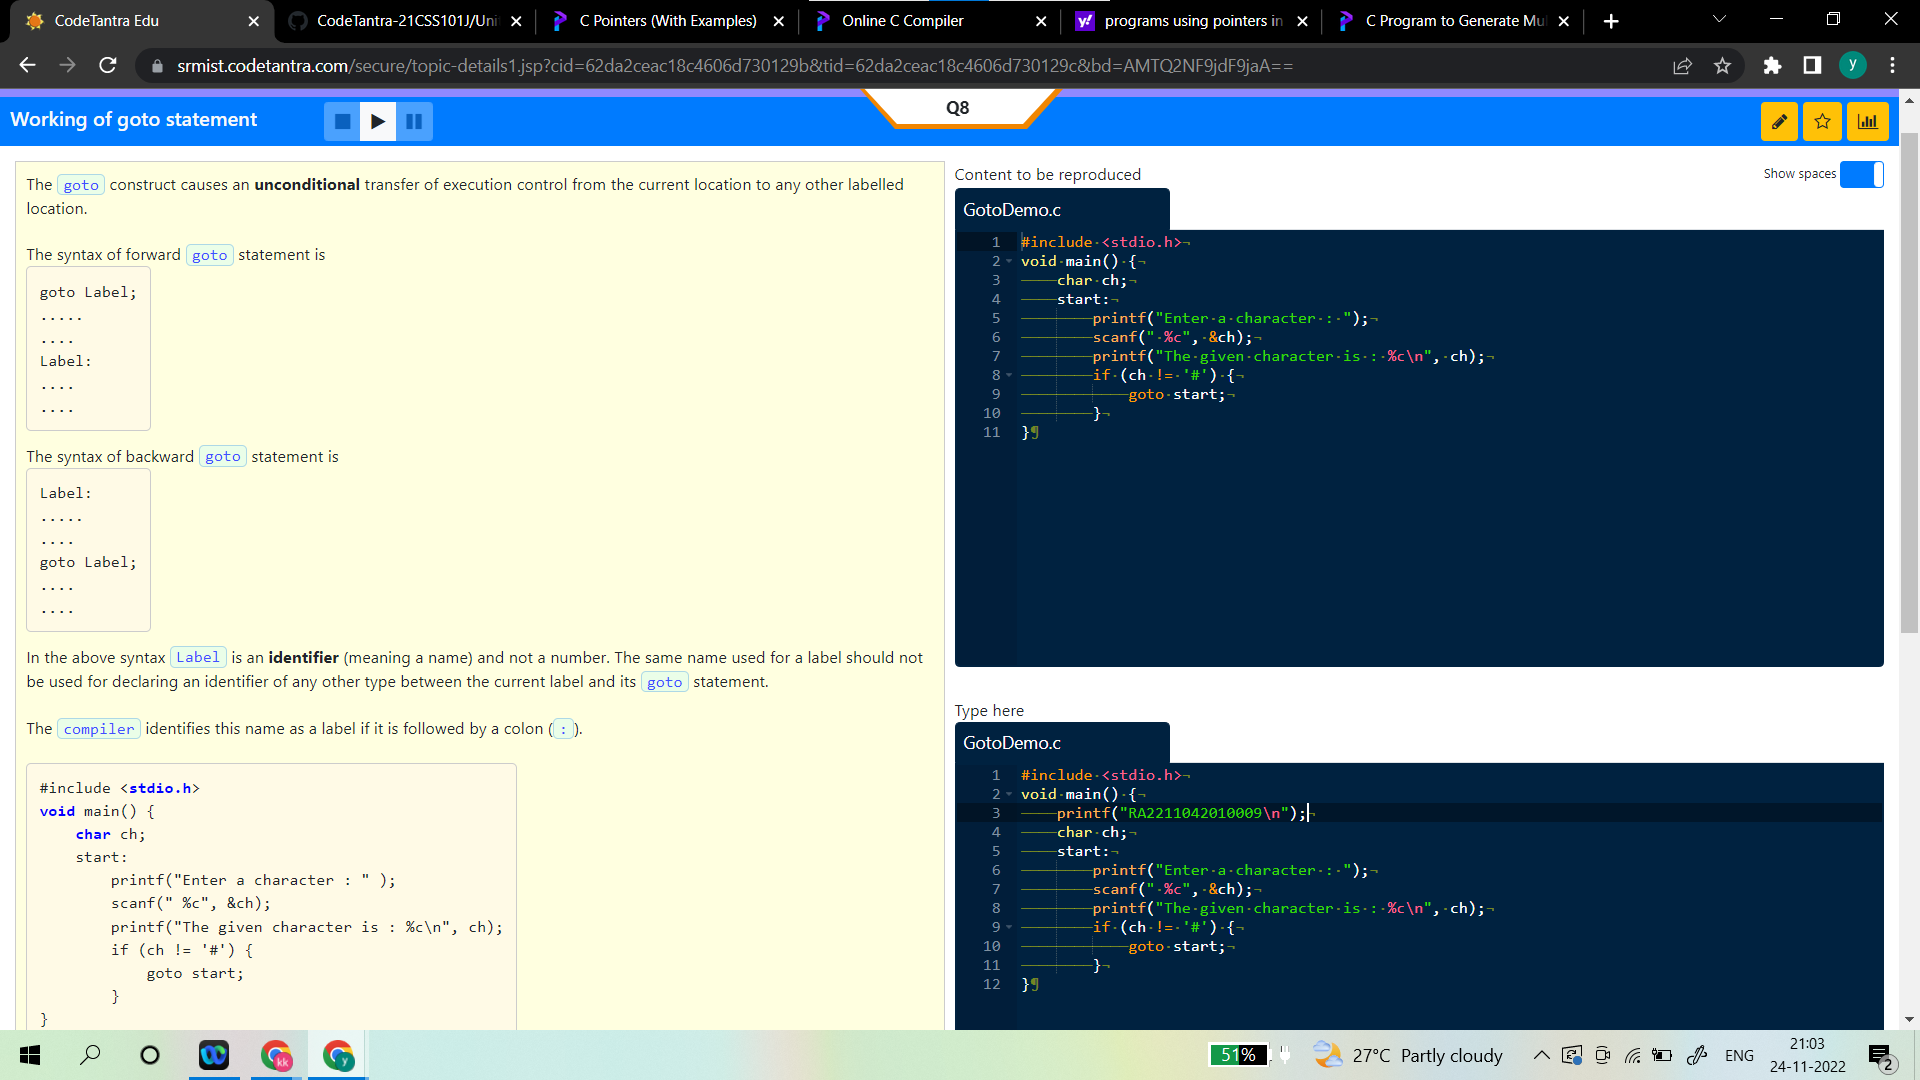 CodeTantra Edu
CodeTantra-21CSS101J/Uni
C Pointers (With Examples)
Online C Compiler
programs using pointers in
C Program to Generate Mul
srmist.codetantra.com/secure/topic-details1.jsp?cid=62da2ceac18c4606d730129b&tid=62da2ceac18c4606d730129c&bd=AMTQ2NF9jdF9jaA==
y
Working of goto statement
Q8
The goto construct causes an unconditional transfer of execution control from the current location to any other labelled
location.
The syntax of forward goto statement is
goto Label;
.....
....
Label:
....
....
The syntax of backward goto statement is
Label:
.....
....
goto Label;
....
....
In the above syntax Label is an identifier (meaning a name) and not a number. The same name used for a label should not
be used for declaring an identifier of any other type between the current label and its goto statement.
The compiler identifies this name as a label if it is followed by a colon ( : ).
#include <stdio.h>
void main() {
    char ch;
    start:
        printf("Enter a character : " );
        scanf(" %c", &ch);
        printf("The given character is : %c\n", ch);
        if (ch != '#') {
            goto start;
        }
}
Content to be reproduced
Show spaces
GotoDemo.c
1 #include·<stdio.h>¬
2 void·main()·{¬
3 ————char·ch;¬
4 ————start:¬
5 ————————printf("Enter·a·character·:·");¬
6 ————————scanf("·%c",·&ch);¬
7 ————————printf("The·given·character·is·:·%c\n",·ch);¬
8 ————————if·(ch·!=·'#')·{¬
9 ————————————goto·start;¬
10 ————————}¬
11 }¶
Type here
GotoDemo.c
1 #include·<stdio.h>¬
2 void·main()·{¬
3 ————printf("RA2211042010009\n");¬
4 ————char·ch;¬
5 ————start:¬
6 ————————printf("Enter·a·character·:·");¬
7 ————————scanf("·%c",·&ch);¬
8 ————————printf("The·given·character·is·:·%c\n",·ch);¬
9 ————————if·(ch·!=·'#')·{¬
10 ————————————goto·start;¬
11 ————————}¬
12 }¶
kk
y
51%
27°C Partly cloudy
ENG
21:03
24-11-2022
2